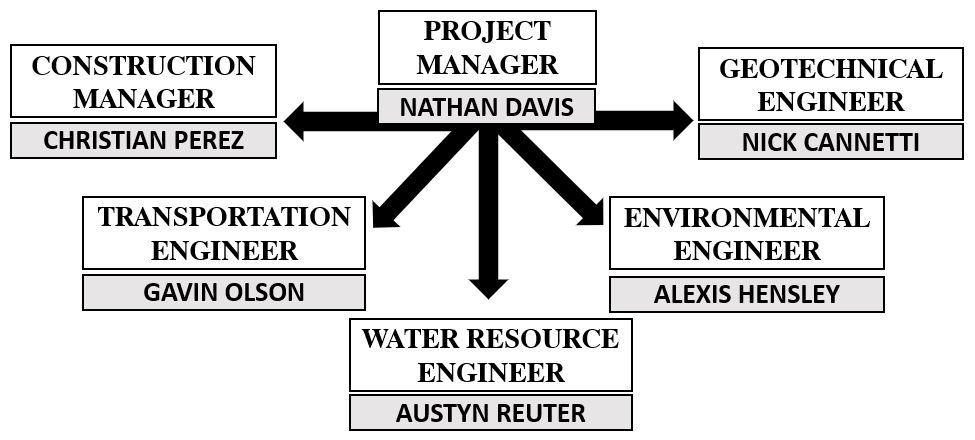 PROJECT
MANAGER
NATHAN DAVIS
CONSTRUCTION
MANAGER
CHRISTIAN PEREZ
GEOTECHNICAL
ENGINEER
NICK CANNETTI
TRANSPORTATION
ENGINEER
GAVIN OLSON
ENVIRONMENTAL
ENGINEER
ALEXIS HENSLEY
WATER RESOURCE
ENGINEER
AUSTYN REUTER